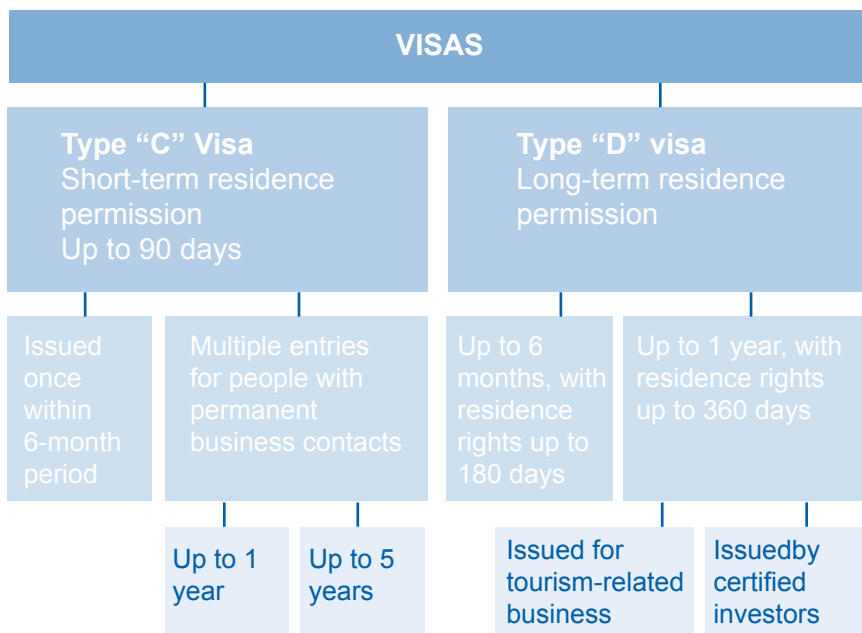 VISAS
Type “C” Visa
Short-term residence
permission
Up to 90 days
Type “D” visa
Long-term residence
permission
Issued
once
within
6-month
period
Multiple entries
for people with
permanent
business contacts
Up to 6
months, with
residence
rights up to
180 days
Up to 1 year, with
residence rights
up to 360 days
Up to 1
year
Up to 5
years
Issued for
tourism-related
business
Issuedby
certified
investors